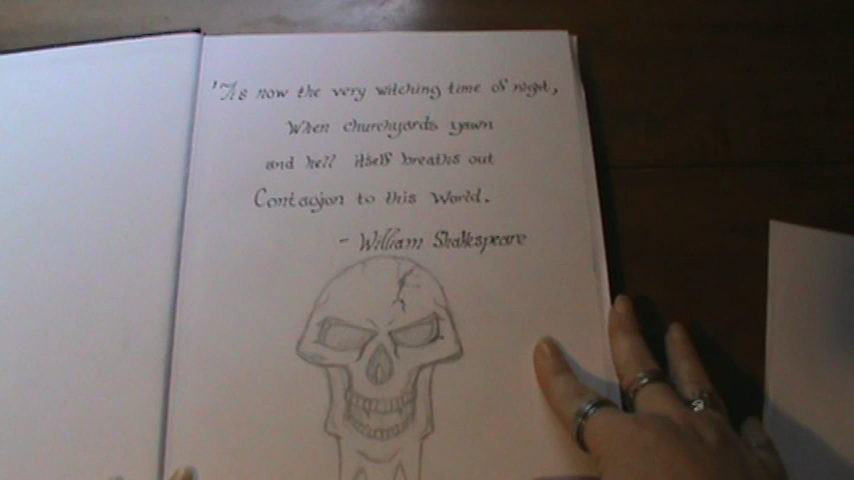 'Tis now the very witching time of night,
When churchyards yawn
and hell itself breaths out
Contagion to this World.
- William Shakespeare